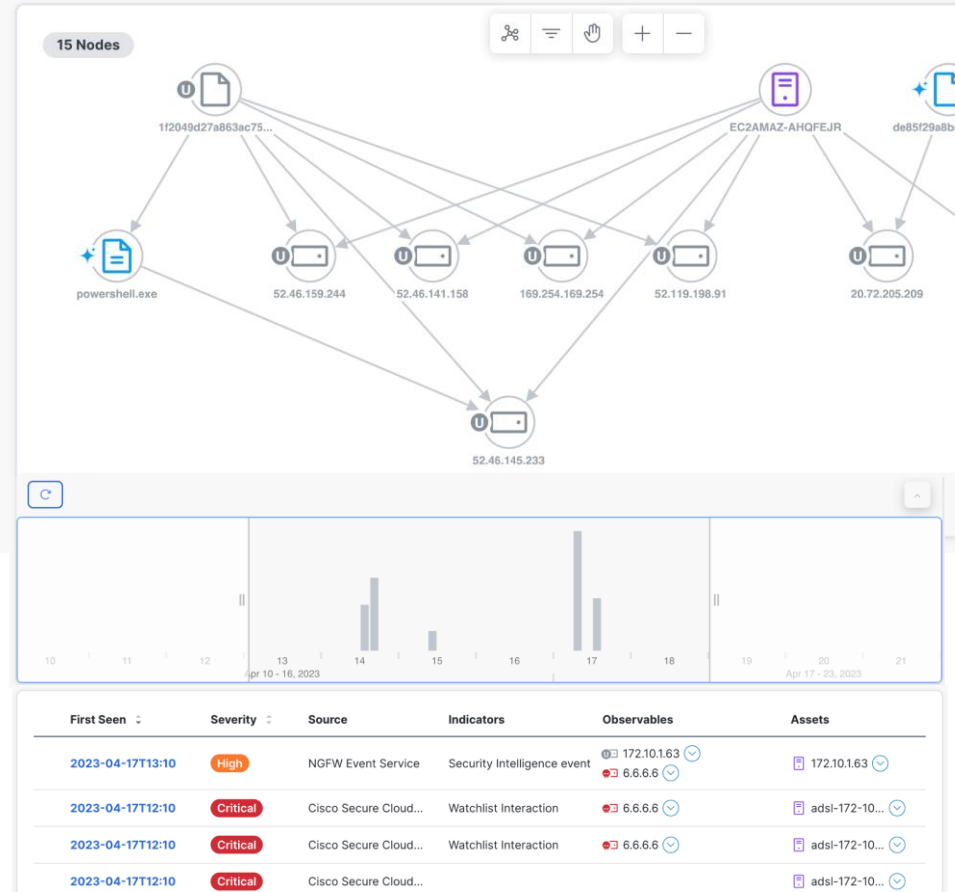 15 Nodes
U
1f2049d27a863ac75...
EC2AMAZ-AHQFEJR
de85f29a8b
powershell.exe
U
52.46.159.244
U
52.46.141.158
U
169.254.169.254
U
52.119.198.91
U
20.72.205.209
U
52.46.145.233
10 11 12 13 14 15 16 17 18 19 20 21
Apr 10 - 16, 2023 Apr 17 - 23, 2023
First Seen Severity Source Indicators Observables Assets
2023-04-17T13:10 High NGFW Event Service Security Intelligence event U 172.10.1.63 172.10.1.63
6.6.6.6
2023-04-17T12:10 Critical Cisco Secure Cloud... Watchlist Interaction 6.6.6.6 adsl-172-10...
2023-04-17T12:10 Critical Cisco Secure Cloud... Watchlist Interaction 6.6.6.6 adsl-172-10...
2023-04-17T12:10 Critical Cisco Secure Cloud... adsl-172-10...